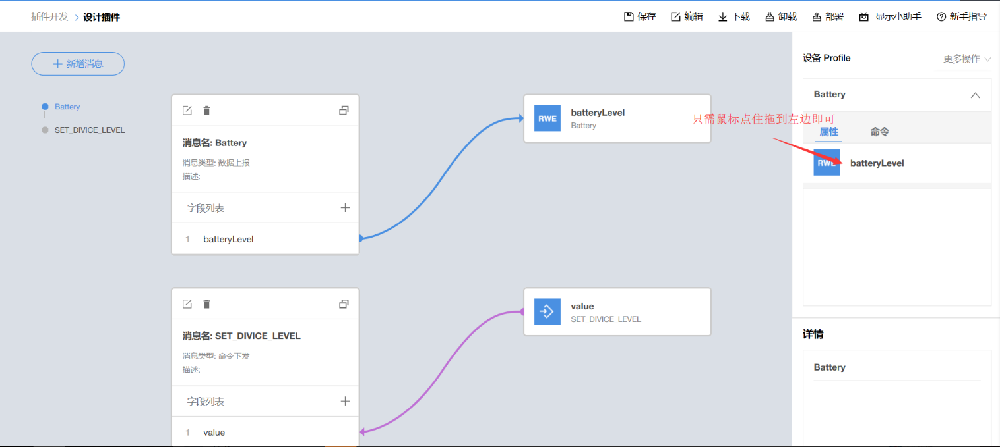 插件开发 > 设计插件
保存 编辑 下载 卸载 部署 显示小助手 新手指导
新增消息
Battery
SET_DIVICE_LEVEL
消息名: Battery
消息类型: 数据上报
描述:
字段列表
1 batteryLevel
RWE batteryLevel
Battery
消息名: SET_DIVICE_LEVEL
消息类型: 命令下发
描述:
字段列表
1 value
value
SET_DIVICE_LEVEL
设备 Profile 更多操作
Battery
只需鼠标点住拖到左边即可
属性 命令
RWE batteryLevel
详情
Battery